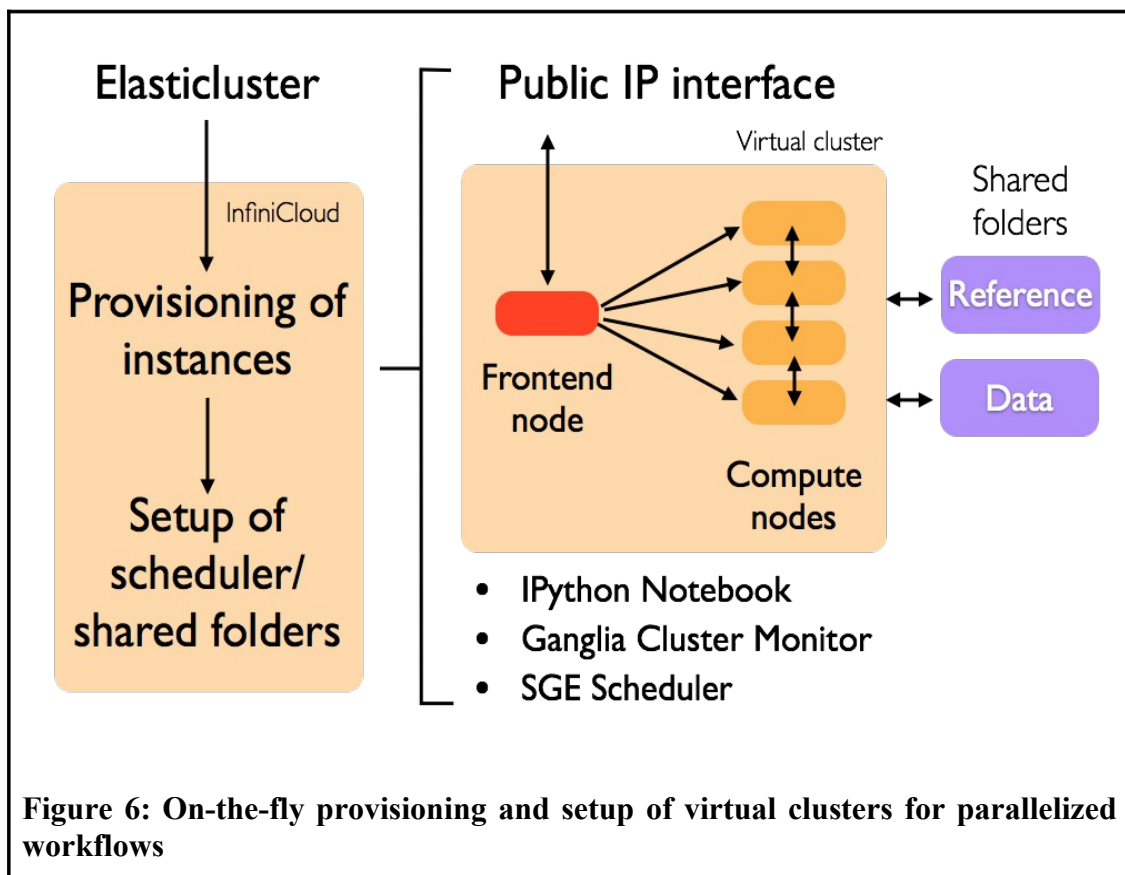 Elasticluster
InfiniCloud
Provisioning of
instances
Setup of
scheduler/
shared folders
Public IP interface
Virtual cluster
Frontend
node
Compute
nodes
Shared
folders
Reference
Data
• IPython Notebook
• Ganglia Cluster Monitor
• SGE Scheduler
Figure 6: On-the-fly provisioning and setup of virtual clusters for parallelized
workflows